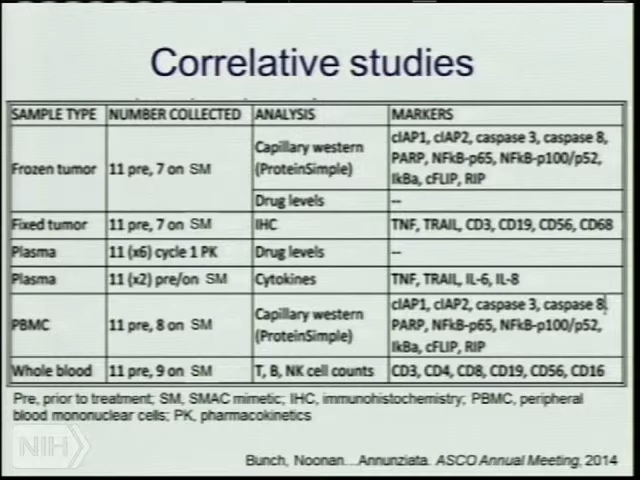 Correlative studies
SAMPLE TYPE NUMBER COLLECTED ANALYSIS MARKERS
Frozen tumor 11 pre, 7 on SM Capillary western (ProteinSimple) cIAP1, cIAP2, caspase 3, caspase 8,
PARP, NFkB-p65, NFkB-p100/p52,
IkBa, cFLIP, RIP
Drug levels --
Fixed tumor 11 pre, 7 on SM IHC TNF, TRAIL, CD3, CD19, CD56, CD68
Plasma 11 (x6) cycle 1 PK Drug levels --
Plasma 11 (x2) pre/on SM Cytokines TNF, TRAIL, IL-6, IL-8
PBMC 11 pre, 8 on SM Capillary western (ProteinSimple) cIAP1, cIAP2, caspase 3, caspase 8,
PARP, NFkB-p65, NFkB-p100/p52,
IkBa, cFLIP, RIP
Whole blood 11 pre, 9 on SM T, B, NK cell counts CD3, CD4, CD8, CD19, CD56, CD16
Pre, prior to treatment; SM, SMAC mimetic; IHC, immunohistochemistry; PBMC, peripheral
blood mononuclear cells; PK, pharmacokinetics
NIH
Bunch, Noonan...Annunziata. ASCO Annual Meeting, 2014